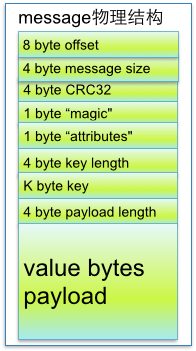 message物理结构
8 byte offset
4 byte message size
4 byte CRC32
1 byte “magic"
1 byte “attributes"
4 byte key length
K byte key
4 byte payload length
value bytes
payload